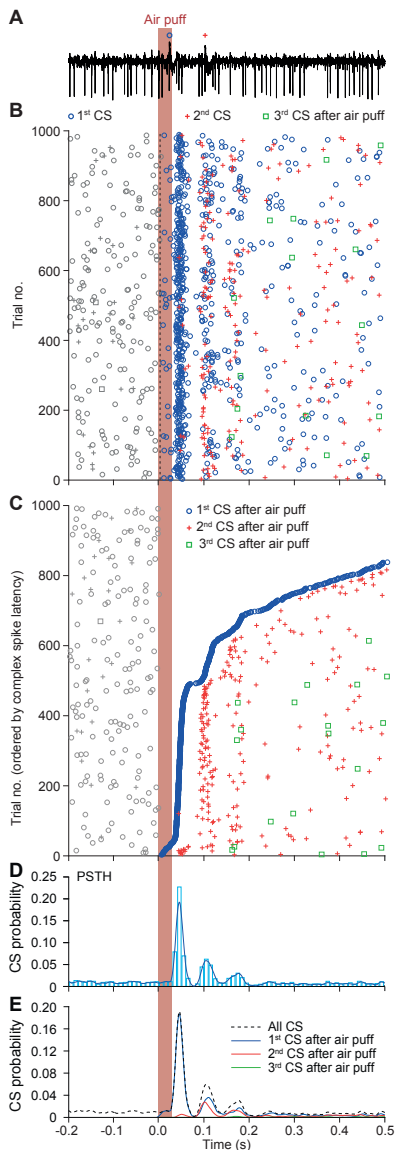 Air puff
A
B
1st CS
2nd CS
3rd CS after air puff
1000
800
600
400
200
0
Trial no.
C
1st CS after air puff
2nd CS after air puff
3rd CS after air puff
1000
800
600
400
200
0
Trial no. (ordered by complex spike latency)
D
PSTH
0.25
0.20
0.15
0.10
0.05
0
CS probability
E
All CS
1st CS after air puff
2nd CS after air puff
3rd CS after air puff
0.20
0.16
0.12
0.08
0.04
0
CS probability
-0.2
-0.1
0.0
0.1
0.2
0.3
0.4
0.5
Time (s)